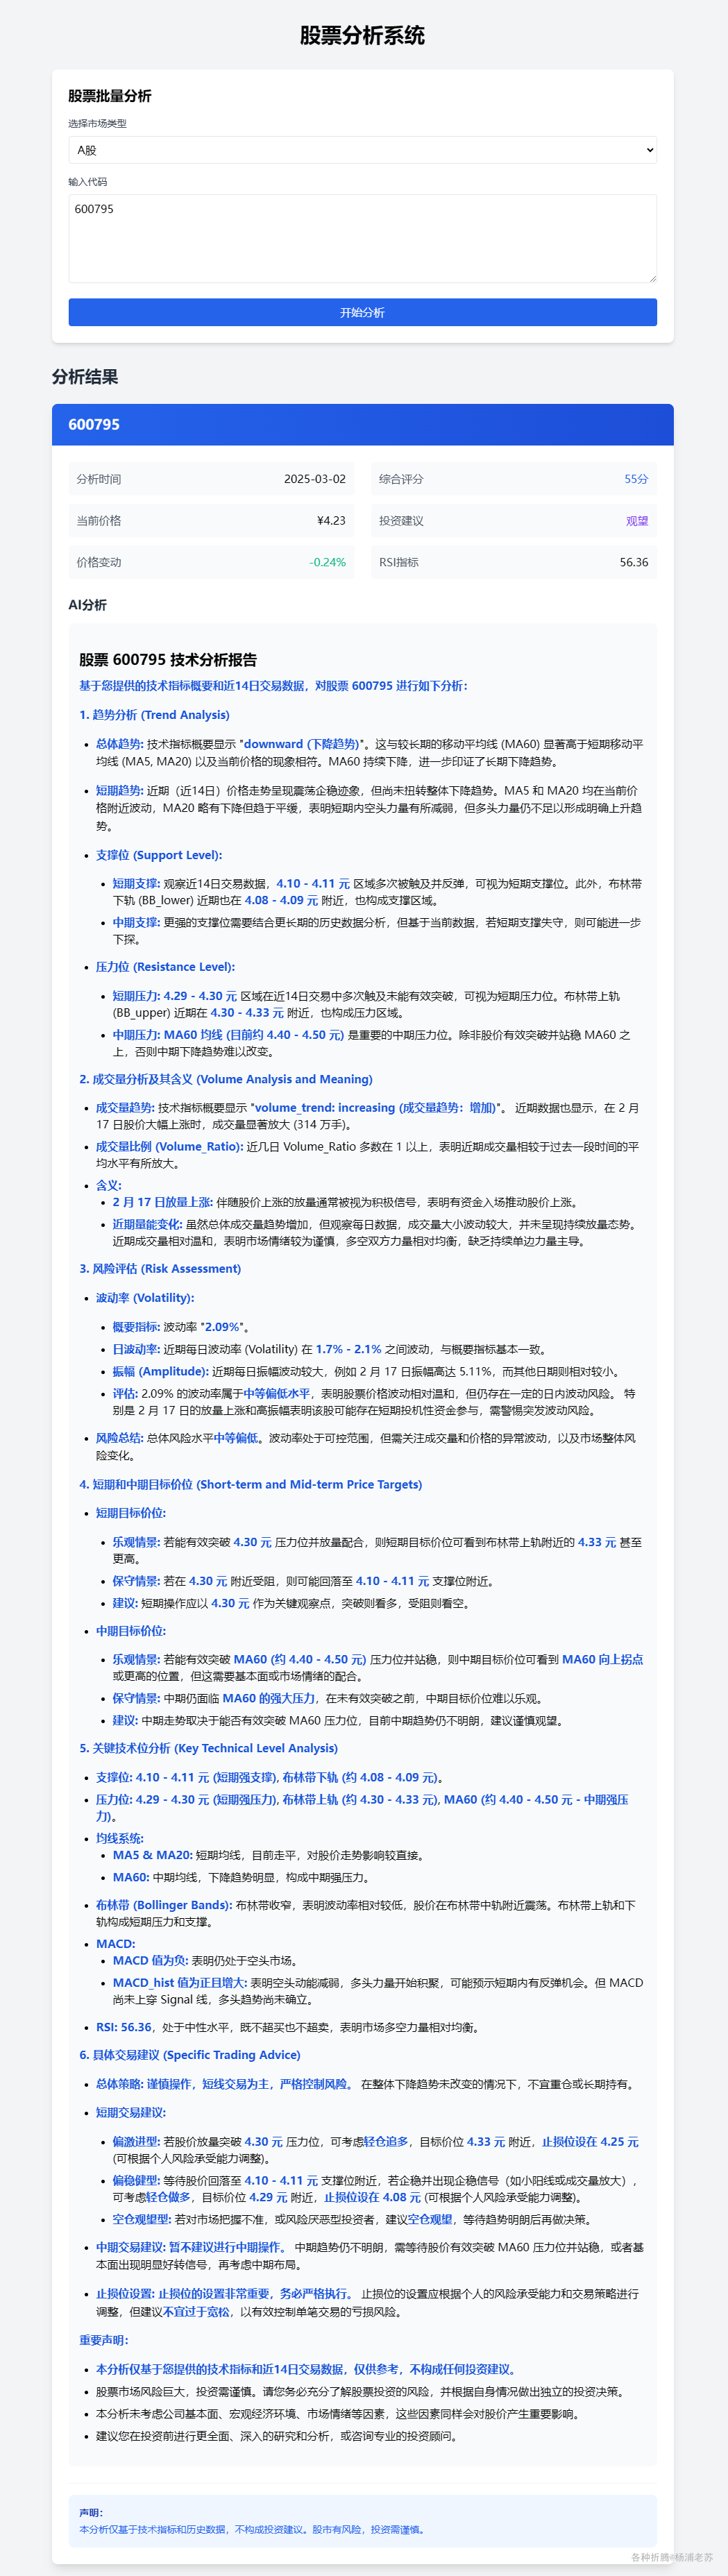 股票分析系统
股票批量分析
选择市场类型
A股
输入代码
600795
开始分析
分析结果
600795
分析时间 2025-03-02
综合评分 55分
当前价格 ¥4.23
投资建议 观望
价格变动 -0.24%
RSI指标 56.36
AI分析
股票 600795 技术分析报告
基于您提供的技术指标概要和近14日交易数据，对股票 600795 进行如下分析：
1. 趋势分析 (Trend Analysis)
总体趋势: 技术指标概要显示 "downward (下降趋势)"。这与较长期的移动平均线 (MA60) 显著高于短期移动平
均线 (MA5, MA20) 以及当前价格的现象相符。MA60 持续下降，进一步印证了长期下降趋势。
短期趋势: 近期（近14日）价格走势呈现震荡企稳迹象，但尚未扭转整体下降趋势。MA5 和 MA20 均在当前价
格附近波动，MA20 略有下降但趋于平缓，表明短期内空头力量有所减弱，但多头力量仍不足以形成明确上升趋
势。
支撑位 (Support Level):
短期支撑: 观察近14日交易数据，4.10 - 4.11 元 区域多次被触及并反弹，可视为短期支撑位。此外，布林带
下轨 (BB_lower) 近期也在 4.08 - 4.09 元 附近，也构成支撑区域。
中期支撑: 更强的支撑位需要结合更长期的历史数据分析，但基于当前数据，若短期支撑失守，则可能进一步
下探。
压力位 (Resistance Level):
短期压力: 4.29 - 4.30 元 区域在近14日交易中多次触及未能有效突破，可视为短期压力位。布林带上轨
(BB_upper) 近期在 4.30 - 4.33 元 附近，也构成压力区域。
中期压力: MA60 均线 (目前约 4.40 - 4.50 元) 是重要的中期压力位。除非股价有效突破并站稳 MA60 之
上，否则中期下降趋势难以改变。
2. 成交量分析及其含义 (Volume Analysis and Meaning)
成交量趋势: 技术指标概要显示 "volume_trend: increasing (成交量趋势：增加)"。 近期数据也显示，在 2 月
17 日股价大幅上涨时，成交量显著放大 (314 万手)。
成交量比例 (Volume_Ratio): 近几日 Volume_Ratio 多数在 1 以上，表明近期成交量相较于过去一段时间的平
均水平有所放大。
含义:
2 月 17 日放量上涨: 伴随股价上涨的放量通常被视为积极信号，表明有资金入场推动股价上涨。
近期量能变化: 虽然总体成交量趋势增加，但观察每日数据，成交量大小波动较大，并未呈现持续放量态势。
近期成交量相对温和，表明市场情绪较为谨慎，多空双方力量相对均衡，缺乏持续单边力量主导。
3. 风险评估 (Risk Assessment)
波动率 (Volatility):
概要指标: 波动率 "2.09%"。
日波动率: 近期每日波动率 (Volatility) 在 1.7% - 2.1% 之间波动，与概要指标基本一致。
振幅 (Amplitude): 近期每日振幅波动较大，例如 2 月 17 日振幅高达 5.11%，而其他日期则相对较小。
评估: 2.09% 的波动率属于中等偏低水平，表明股票价格波动相对温和，但仍存在一定的日内波动风险。 特
别是 2 月 17 日的放量上涨和高振幅表明该股可能存在短期投机性资金参与，需警惕突发波动风险。
风险总结: 总体风险水平中等偏低。波动率处于可控范围，但需关注成交量和价格的异常波动，以及市场整体风
险变化。
4. 短期和中期目标价位 (Short-term and Mid-term Price Targets)
短期目标价位:
乐观情景: 若能有效突破 4.30 元 压力位并放量配合，则短期目标价位可看到布林带上轨附近的 4.33 元 甚至
更高。
保守情景: 若在 4.30 元 附近受阻，则可能回落至 4.10 - 4.11 元 支撑位附近。
建议: 短期操作应以 4.30 元 作为关键观察点，突破则看多，受阻则看空。
中期目标价位:
乐观情景: 若能有效突破 MA60 (约 4.40 - 4.50 元) 压力位并站稳，则中期目标价位可看到 MA60 向上拐点
或更高的位置，但这需要基本面或市场情绪的配合。
保守情景: 中期仍面临 MA60 的强大压力，在未有效突破之前，中期目标价位难以乐观。
建议: 中期走势取决于能否有效突破 MA60 压力位，目前中期趋势仍不明朗，建议谨慎观望。
5. 关键技术位分析 (Key Technical Level Analysis)
支撑位: 4.10 - 4.11 元 (短期强支撑), 布林带下轨 (约 4.08 - 4.09 元)。
压力位: 4.29 - 4.30 元 (短期强压力), 布林带上轨 (约 4.30 - 4.33 元), MA60 (约 4.40 - 4.50 元 - 中期强压
力)。
均线系统:
MA5 & MA20: 短期均线，目前走平，对股价走势影响较直接。
MA60: 中期均线，下降趋势明显，构成中期强压力。
布林带 (Bollinger Bands): 布林带收窄，表明波动率相对较低，股价在布林带中轨附近震荡。布林带上轨和下
轨构成短期压力和支撑。
MACD:
MACD 值为负: 表明仍处于空头市场。
MACD_hist 值为正且增大: 表明空头动能减弱，多头力量开始积聚，可能预示短期内有反弹机会。但 MACD
尚未上穿 Signal 线，多头趋势尚未确立。
RSI: 56.36，处于中性水平，既不超买也不超卖，表明市场多空力量相对均衡。
6. 具体交易建议 (Specific Trading Advice)
总体策略: 谨慎操作，短线交易为主，严格控制风险。 在整体下降趋势未改变的情况下，不宜重仓或长期持有。
短期交易建议:
偏激进型: 若股价放量突破 4.30 元 压力位，可考虑轻仓追多，目标价位 4.33 元 附近，止损位设在 4.25 元
(可根据个人风险承受能力调整)。
偏稳健型: 等待股价回落至 4.10 - 4.11 元 支撑位附近，若企稳并出现企稳信号（如小阳线或成交量放大），
可考虑轻仓做多，目标价位 4.29 元 附近，止损位设在 4.08 元 (可根据个人风险承受能力调整)。
空仓观望型: 若对市场把握不准，或风险厌恶型投资者，建议空仓观望，等待趋势明朗后再做决策。
中期交易建议: 暂不建议进行中期操作。 中期趋势仍不明朗，需等待股价有效突破 MA60 压力位并站稳，或者基
本面出现明显好转信号，再考虑中期布局。
止损位设置: 止损位的设置非常重要，务必严格执行。 止损位的设置应根据个人的风险承受能力和交易策略进行
调整，但建议不宜过于宽松，以有效控制单笔交易的亏损风险。
重要声明：
本分析仅基于您提供的技术指标和近14日交易数据，仅供参考，不构成任何投资建议。
股票市场风险巨大，投资需谨慎。请您务必充分了解股票投资的风险，并根据自身情况做出独立的投资决策。
本分析未考虑公司基本面、宏观经济环境、市场情绪等因素，这些因素同样会对股价产生重要影响。
建议您在投资前进行更全面、深入的研究和分析，或咨询专业的投资顾问。
声明：
本分析仅基于技术指标和历史数据，不构成投资建议。股市有风险，投资需谨慎。
各种折腾@杨浦老苏